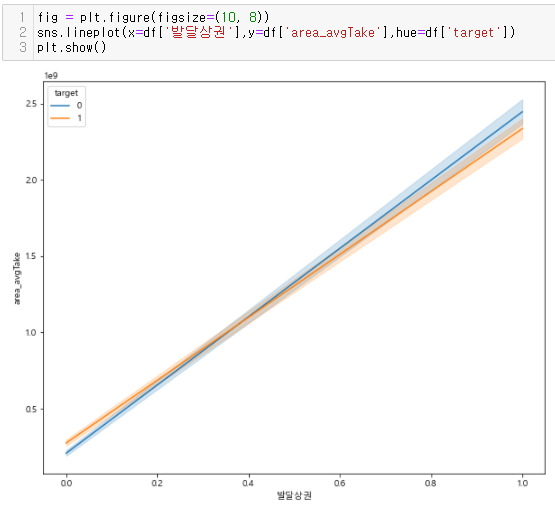 1 fig = plt.figure(figsize=(10, 8))
2 sns.lineplot(x=df['발달상권'],y=df['area_avgTake'],hue=df['target'])
3 plt.show()
1e9
target
0
1
2.5
2.0
1.5
1.0
0.5
area_avgTake
0.0 0.2 0.4 0.6 0.8 1.0
발달상권